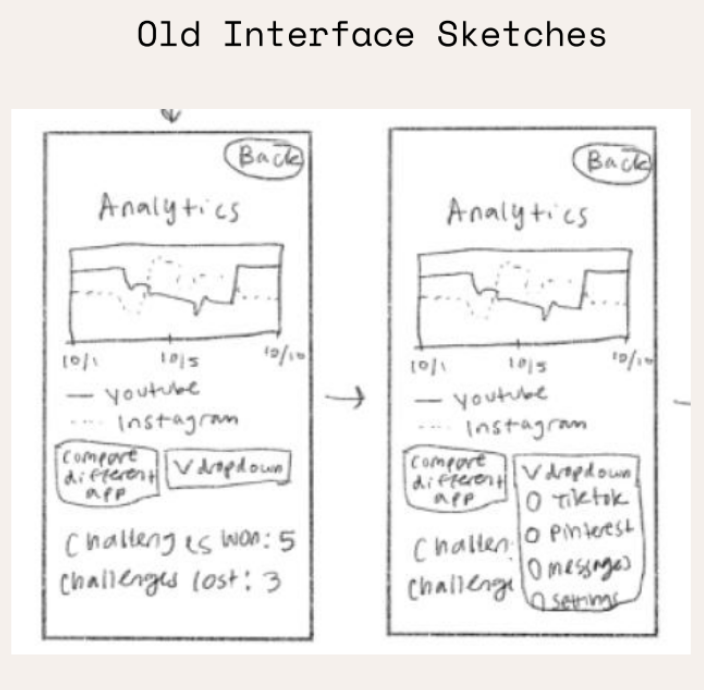 Old Interface Sketches
Back
Analytics
10/1 10/5 10/10
— Youtube
.... Instagram
Compare
different
app
V dropdown
Challenges won: 5
Challenges lost: 3
Back
Analytics
10/1 10/5 10/10
— Youtube
.... Instagram
Compare
different
app
V dropdown
O Tiktok
O Pinterest
O messages
O settings
Challen
Challenge